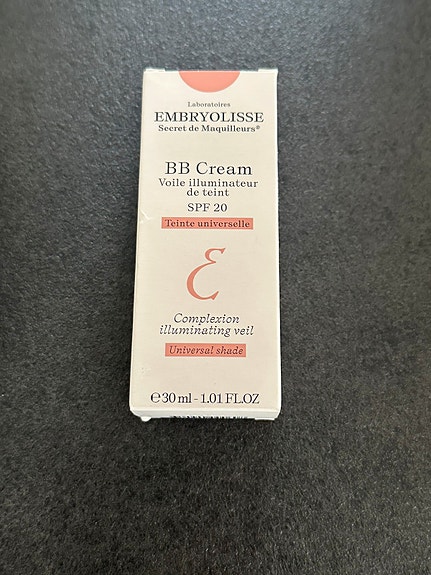 Laboratoires
EMBRYOLISSE
Secret de Maquilleurs®
BB Cream
Voile illuminateur
de teint
SPF 20
Teinte universelle
ε
Complexion
illuminating veil
Universal shade
℮30 ml - 1.01 FL.OZ